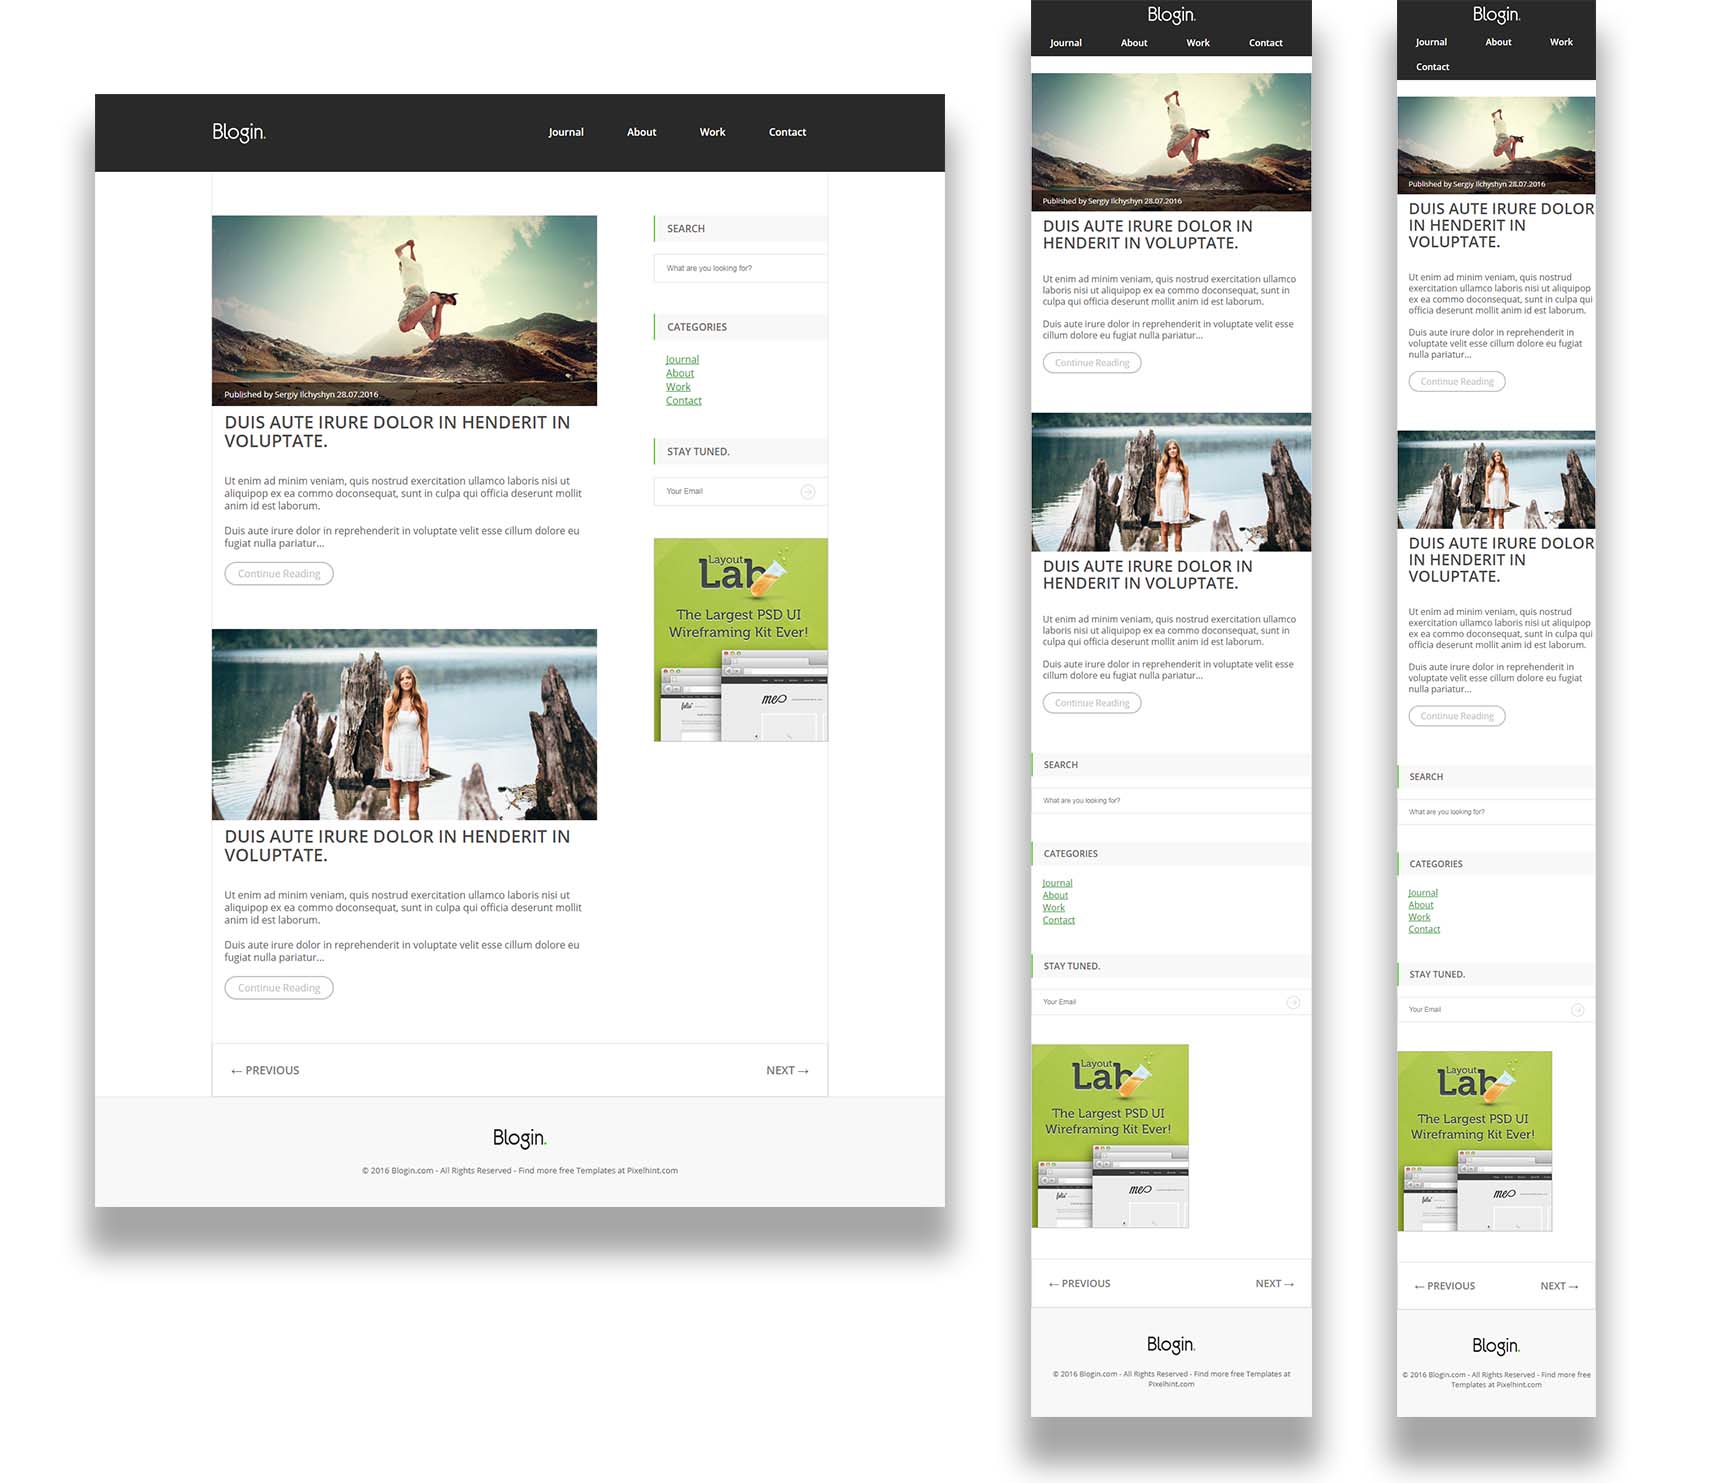 Blogin.
Journal About Work Contact
Published by Sergiy Ilchyshyn 28.07.2016
DUIS AUTE IRURE DOLOR IN HENDERIT IN
VOLUPTATE.
Ut enim ad minim veniam, quis nostrud exercitation ullamco laboris nisi ut
aliquipop ex ea commo doconsequat, sunt in culpa qui officia deserunt mollit
anim id est laborum.
Duis aute irure dolor in reprehenderit in voluptate velit esse cillum dolore eu
fugiat nulla pariatur...
Continue Reading
DUIS AUTE IRURE DOLOR IN HENDERIT IN
VOLUPTATE.
Ut enim ad minim veniam, quis nostrud exercitation ullamco laboris nisi ut
aliquipop ex ea commo doconsequat, sunt in culpa qui officia deserunt mollit
anim id est laborum.
Duis aute irure dolor in reprehenderit in voluptate velit esse cillum dolore eu
fugiat nulla pariatur...
Continue Reading
SEARCH
What are you looking for?
CATEGORIES
Journal
About
Work
Contact
STAY TUNED.
Your Email
Layout
Lab
The Largest PSD UI
Wireframing Kit Ever!
folio
me
← PREVIOUS NEXT →
Blogin.
© 2016 Blogin.com - All Rights Reserved - Find more free Templates at Pixelhint.com
Blogin.
Journal About Work Contact
Published by Sergiy Ilchyshyn 28.07.2016
DUIS AUTE IRURE DOLOR IN
HENDERIT IN VOLUPTATE.
Ut enim ad minim veniam, quis nostrud exercitation ullamco
laboris nisi ut aliquipop ex ea commo doconsequat, sunt in
culpa qui officia deserunt mollit anim id est laborum.
Duis aute irure dolor in reprehenderit in voluptate velit esse
cillum dolore eu fugiat nulla pariatur...
Continue Reading
DUIS AUTE IRURE DOLOR IN
HENDERIT IN VOLUPTATE.
Ut enim ad minim veniam, quis nostrud exercitation ullamco
laboris nisi ut aliquipop ex ea commo doconsequat, sunt in
culpa qui officia deserunt mollit anim id est laborum.
Duis aute irure dolor in reprehenderit in voluptate velit esse
cillum dolore eu fugiat nulla pariatur...
Continue Reading
SEARCH
What are you looking for?
CATEGORIES
Journal
About
Work
Contact
STAY TUNED.
Your Email
Layout
Lab
The Largest PSD UI
Wireframing Kit Ever!
folio
me
← PREVIOUS NEXT →
Blogin.
© 2016 Blogin.com - All Rights Reserved - Find more free Templates at
Pixelhint.com
Blogin.
Journal About Work
Contact
Published by Sergiy Ilchyshyn 28.07.2016
DUIS AUTE IRURE DOLOR
IN HENDERIT IN
VOLUPTATE.
Ut enim ad minim veniam, quis nostrud
exercitation ullamco laboris nisi ut aliquipop
ex ea commo doconsequat, sunt in culpa qui
officia deserunt mollit anim id est laborum.
Duis aute irure dolor in reprehenderit in
voluptate velit esse cillum dolore eu fugiat
nulla pariatur...
Continue Reading
DUIS AUTE IRURE DOLOR
IN HENDERIT IN
VOLUPTATE.
Ut enim ad minim veniam, quis nostrud
exercitation ullamco laboris nisi ut aliquipop
ex ea commo doconsequat, sunt in culpa qui
officia deserunt mollit anim id est laborum.
Duis aute irure dolor in reprehenderit in
voluptate velit esse cillum dolore eu fugiat
nulla pariatur...
Continue Reading
SEARCH
What are you looking for?
CATEGORIES
Journal
About
Work
Contact
STAY TUNED.
Your Email
Layout
Lab
The Largest PSD UI
Wireframing Kit Ever!
folio
me
← PREVIOUS NEXT →
Blogin.
© 2016 Blogin.com - All Rights Reserved - Find more free
Templates at Pixelhint.com